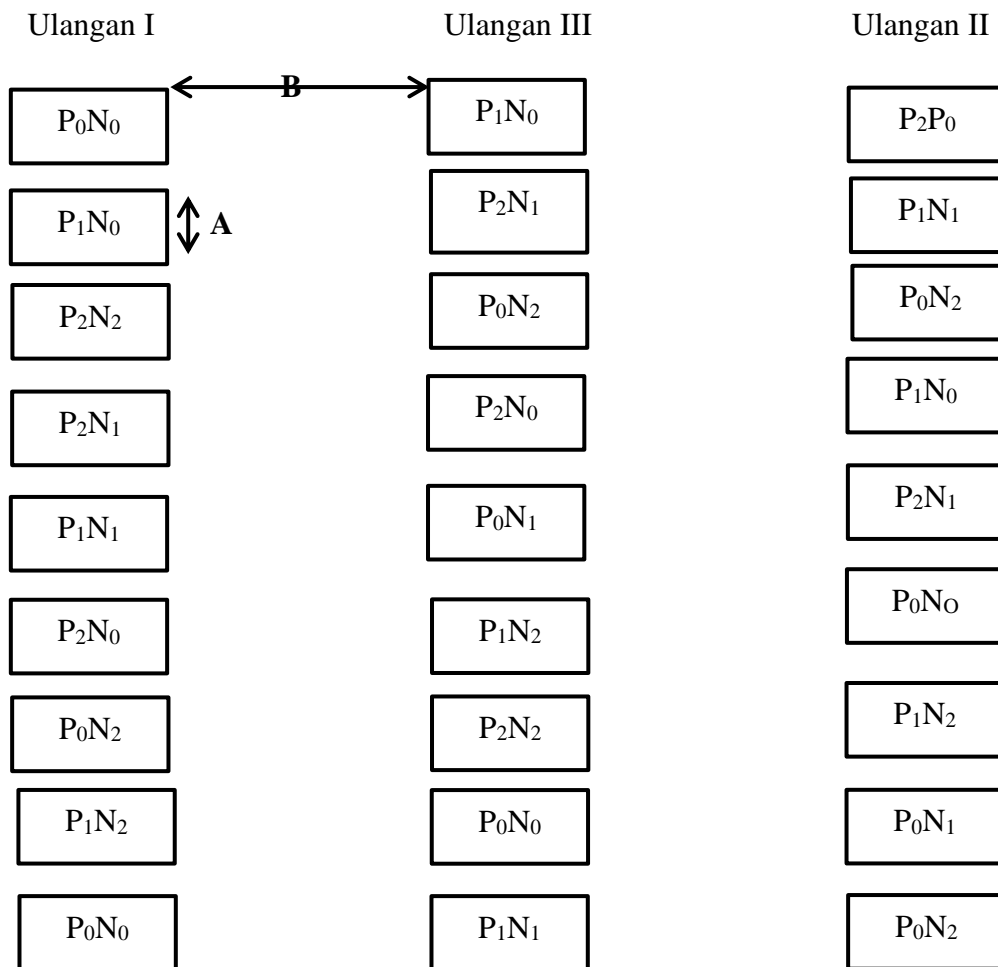 Ulangan I Ulangan III Ulangan II
P₀N₀ B P₁N₀ P₂P₀
P₁N₀ A P₂N₁ P₁N₁
P₂N₂ P₀N₂ P₀N₂
P₂N₁ P₂N₀ P₁N₀
P₁N₁ P₀N₁ P₂N₁
P₂N₀ P₁N₂ P₀N_O
P₀N₂ P₂N₂ P₁N₂
P₁N₂ P₀N₀ P₀N₁
P₀N₀ P₁N₁ P₀N₂